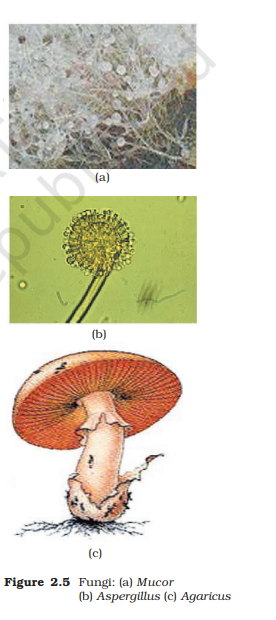 (a)
(b)
(c)
Figure 2.5 Fungi: (a) Mucor
(b) Aspergillus (c) Agaricus